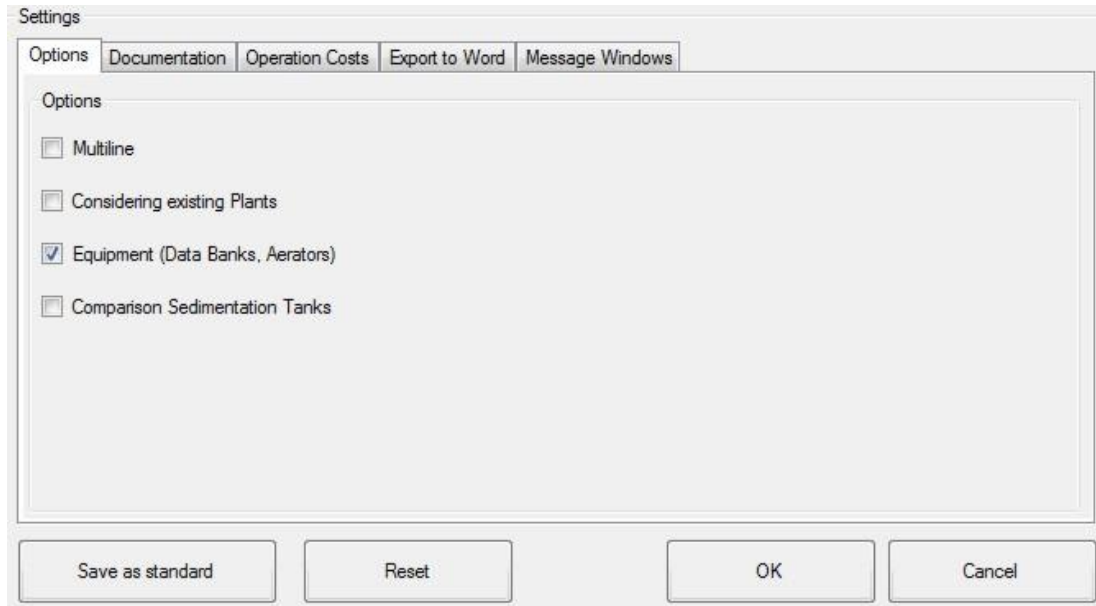 Settings
Options Documentation Operation Costs Export to Word Message Windows
Options
Multiline
Considering existing Plants
Equipment (Data Banks, Aerators)
Comparison Sedimentation Tanks
Save as standard Reset OK Cancel